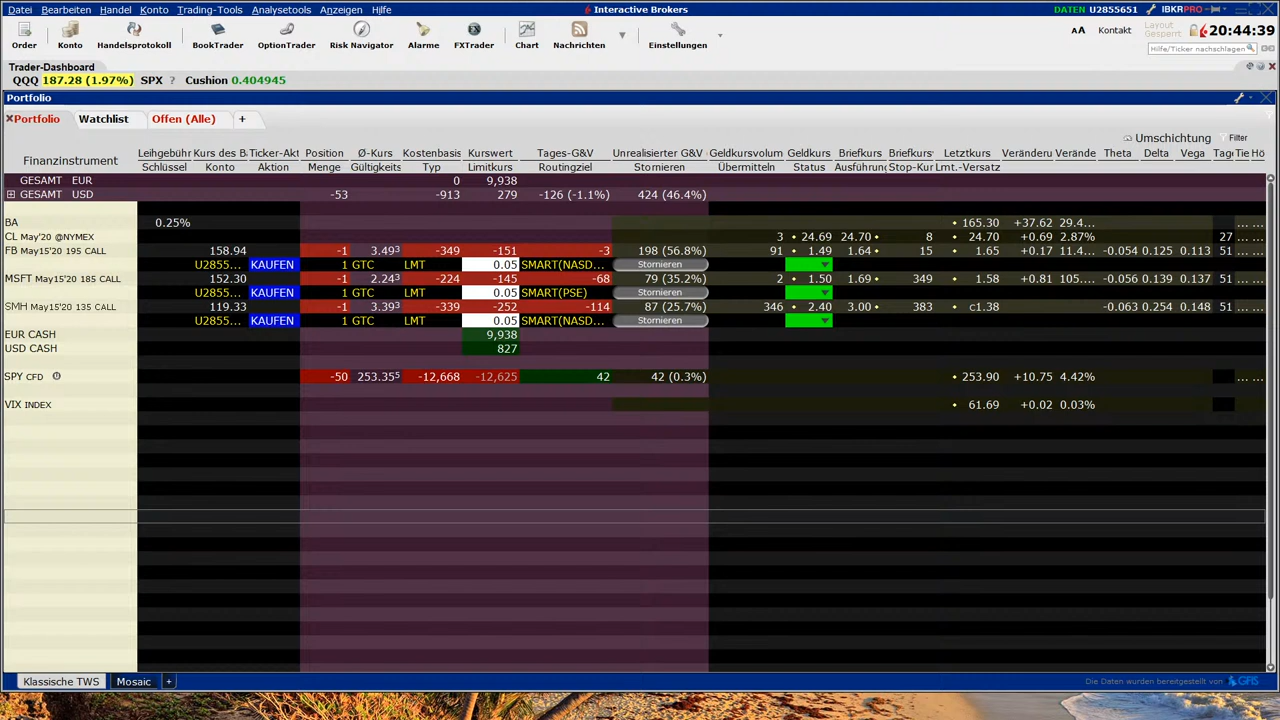 Datei Bearbeiten Handel Konto Trading-Tools Analysetools Anzeigen Hilfe Interactive Brokers DATEN U2855651 IBKRPRO
Order Konto Handelsprotokoll BookTrader OptionTrader Risk Navigator Alarme FXTrader Chart Nachrichten Einstellungen AA Kontakt Layout Gesperrt 20:44:39
Hilfe/Ticker nachschlagen
Trader-Dashboard
QQQ 187.28 (1.97%) SPX ? Cushion 0.404945
Portfolio
Portfolio Watchlist Offen (Alle) +
Umschichtung Filter
Finanzinstrument
Leihgebühr Kurs des B. Ticker-Akt Position Ø-Kurs Kostenbasis Kurswert Tages-G&V Unrealisierter G&V Geldkursvolum Geldkurs Briefkurs Briefkurs Letztkurs Veränderu Verände Theta Delta Vega Tage Tie Hö
Schlüssel Konto Aktion Menge Gültigkeits Typ Limitkurs Routingziel Stornieren Übermitteln Status Ausführung Stop-Kur Lmt.-Versatz
GESAMT EUR 0 9,938
GESAMT USD -53 -913 279 -126 (-1.1%) 424 (46.4%)
BA 0.25% 165.30 +37.62 29.4...
CL May'20 @NYMEX 3 24.69 24.70 8 24.70 +0.69 2.87% 27
FB May15'20 195 CALL 158.94 -1 3.493 -349 -151 -3 198 (56.8%) 91 1.49 1.64 15 1.65 +0.17 11.4... -0.054 0.125 0.113 51
U2855... KAUFEN 1 GTC LMT 0.05 SMART(NASD... Stornieren
MSFT May15'20 185 CALL 152.30 -1 2.243 -224 -145 -68 79 (35.2%) 2 1.50 1.69 349 1.58 +0.81 105.... -0.056 0.139 0.111 51
U2855... KAUFEN 1 GTC LMT 0.05 SMART(PSE) Stornieren
SMH May15'20 135 CALL 119.33 -1 3.393 -339 -252 -114 87 (25.7%) 346 2.40 3.00 383 c1.38 -0.063 0.254 0.148 51
U2855... KAUFEN 1 GTC LMT 0.05 SMART(NASD... Stornieren
EUR CASH 9,938
USD CASH 827
SPY CFD -50 253.355 -12,668 -12,625 42 42 (0.3%) 253.90 +10.75 4.42%
VIX INDEX 61.69 +0.02 0.03%
Klassische TWS Mosaic + Die Daten wurden bereitgestellt von GFIS